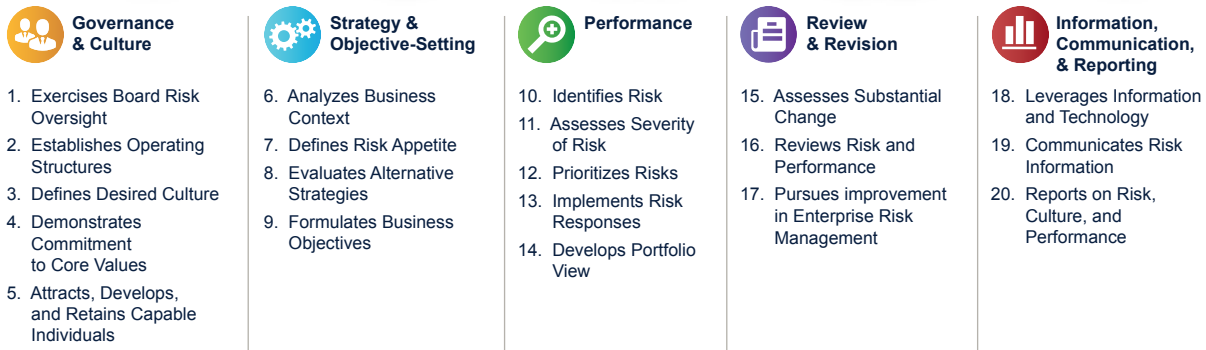 Governance
& Culture
1. Exercises Board Risk
Oversight
2. Establishes Operating
Structures
3. Defines Desired Culture
4. Demonstrates
Commitment
to Core Values
5. Attracts, Develops,
and Retains Capable
Individuals
Strategy &
Objective-Setting
6. Analyzes Business
Context
7. Defines Risk Appetite
8. Evaluates Alternative
Strategies
9. Formulates Business
Objectives
Performance
10. Identifies Risk
11. Assesses Severity
of Risk
12. Prioritizes Risks
13. Implements Risk
Responses
14. Develops Portfolio
View
Review
& Revision
15. Assesses Substantial
Change
16. Reviews Risk and
Performance
17. Pursues improvement
in Enterprise Risk
Management
Information,
Communication,
& Reporting
18. Leverages Information
and Technology
19. Communicates Risk
Information
20. Reports on Risk,
Culture, and
Performance